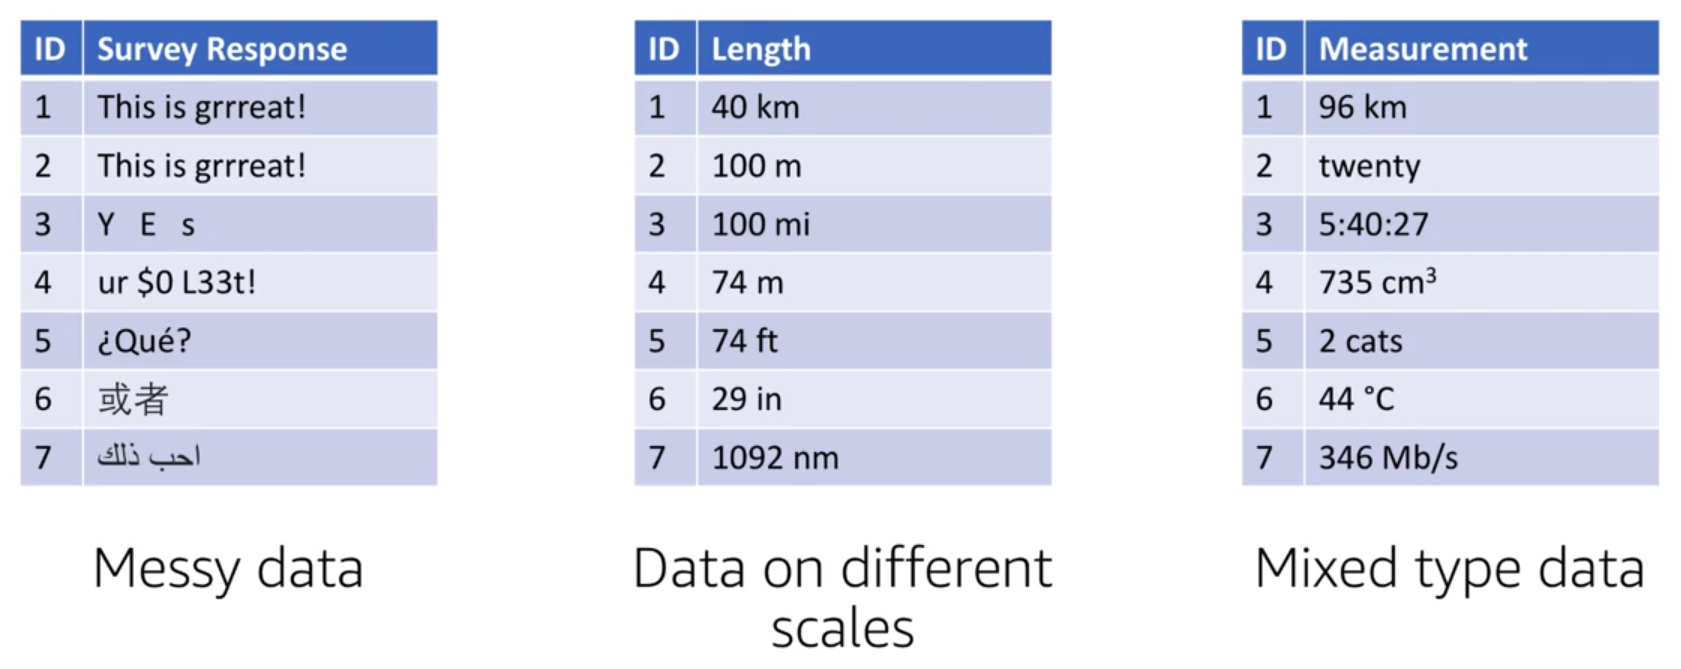 ID Survey Response
1 This is grrreat!
2 This is grrreat!
3 Y E s
4 ur $0 L33t!
5 ¿Qué?
6 或者
7 احب ذلك
Messy data
ID Length
1 40 km
2 100 m
3 100 mi
4 74 m
5 74 ft
6 29 in
7 1092 nm
Data on different
scales
ID Measurement
1 96 km
2 twenty
3 5:40:27
4 735 cm³
5 2 cats
6 44 °C
7 346 Mb/s
Mixed type data